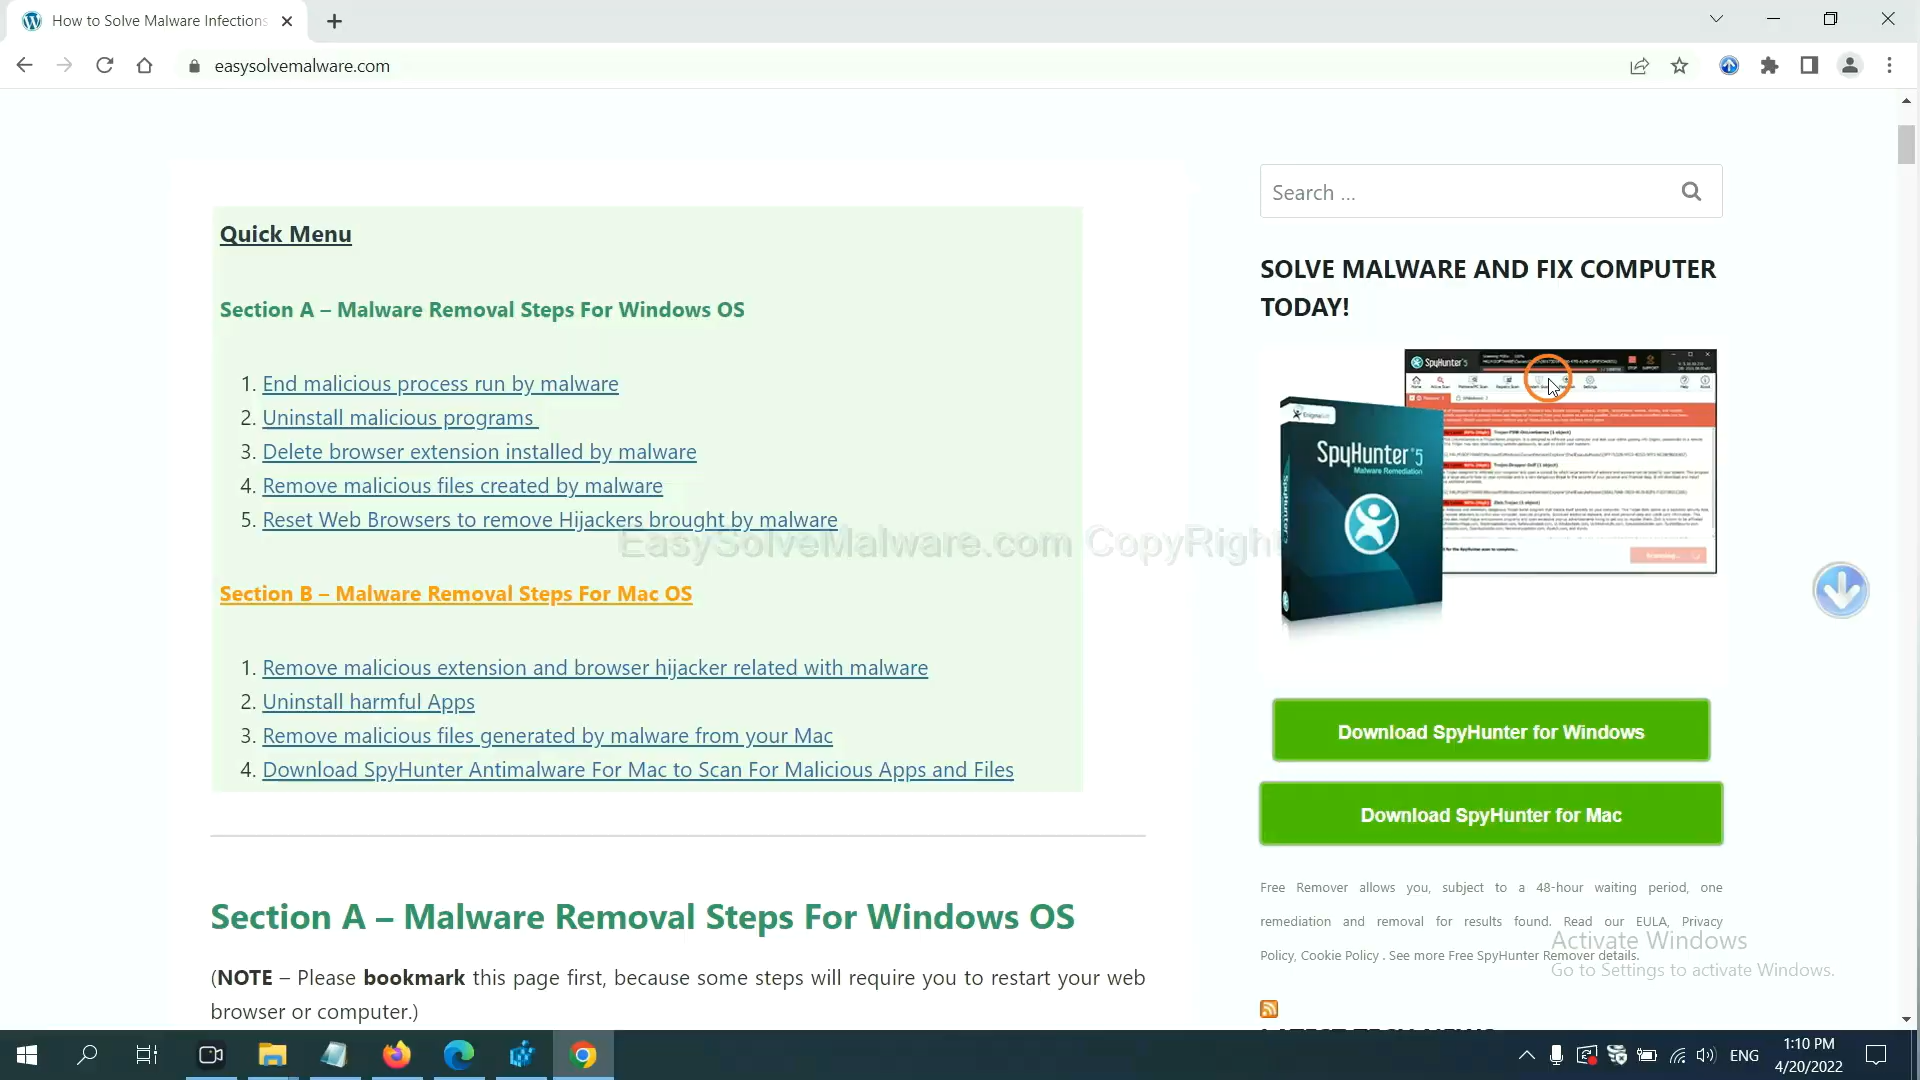 How to Solve Malware Infections
easysolvemalware.com
Search ...
Quick Menu
Section A – Malware Removal Steps For Windows OS
1. End malicious process run by malware
2. Uninstall malicious programs
3. Delete browser extension installed by malware
4. Remove malicious files created by malware
5. Reset Web Browsers to remove Hijackers brought by malware
EasySolveMalware.com CopyRigh
Section B – Malware Removal Steps For Mac OS
1. Remove malicious extension and browser hijacker related with malware
2. Uninstall harmful Apps
3. Remove malicious files generated by malware from your Mac
4. Download SpyHunter Antimalware For Mac to Scan For Malicious Apps and Files
Section A – Malware Removal Steps For Windows OS
(NOTE – Please bookmark this page first, because some steps will require you to restart your web
browser or computer.)
SOLVE MALWARE AND FIX COMPUTER
TODAY!
SpyHunter 5
SpyHunter 5
Malware Remediation
Download SpyHunter for Windows
Download SpyHunter for Mac
Free Remover allows you, subject to a 48-hour waiting period, one
remediation and removal for results found. Read our EULA, Privacy
Policy, Cookie Policy . See more Free SpyHunter Remover details.
Activate Windows
Go to Settings to activate Windows.
LATEST TECH NEWS
ENG
1:10 PM
4/20/2022